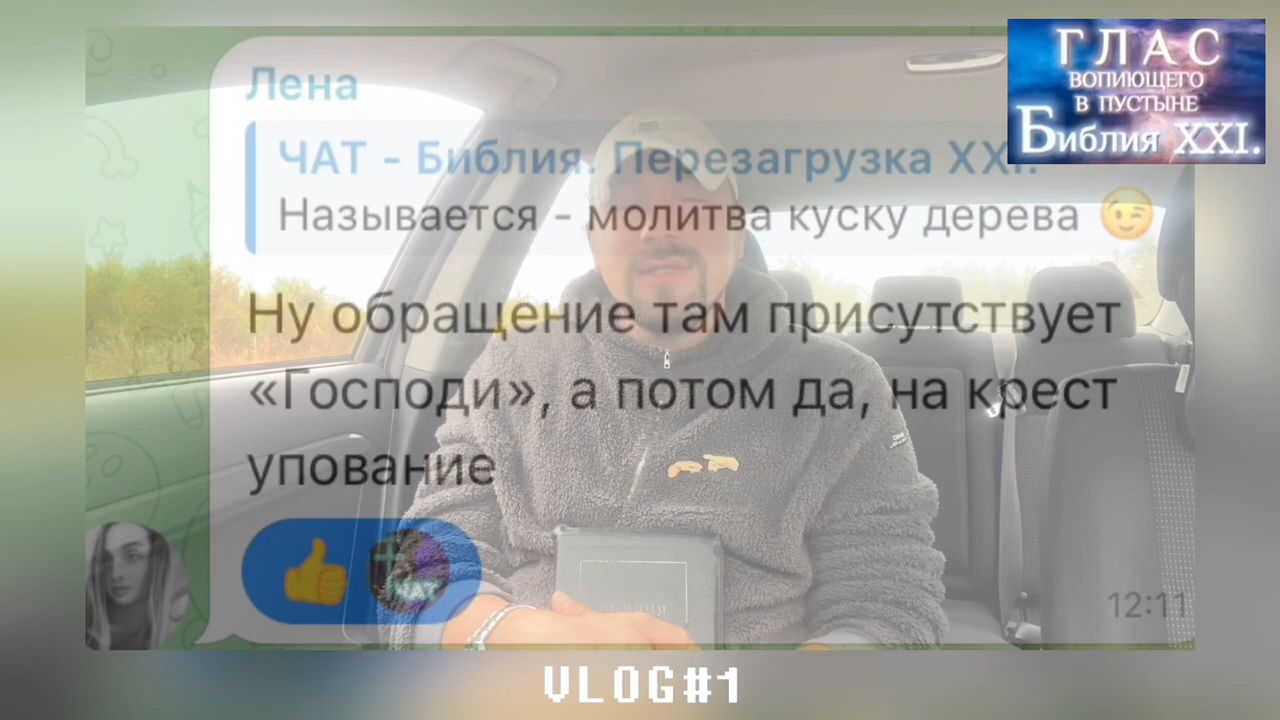 ГЛАС
ВОПИЮЩЕГО
В ПУСТЫНЕ
Библия XXI.
Лена
ЧАТ - Библия. Перезагрузка XXI.
Называется - молитва куску дерева 😉
Ну обращение там присутствует
«Господи», а потом да, на крест
упование
ЧАТ
12:11
БИБЛИЯ
VLOG#1